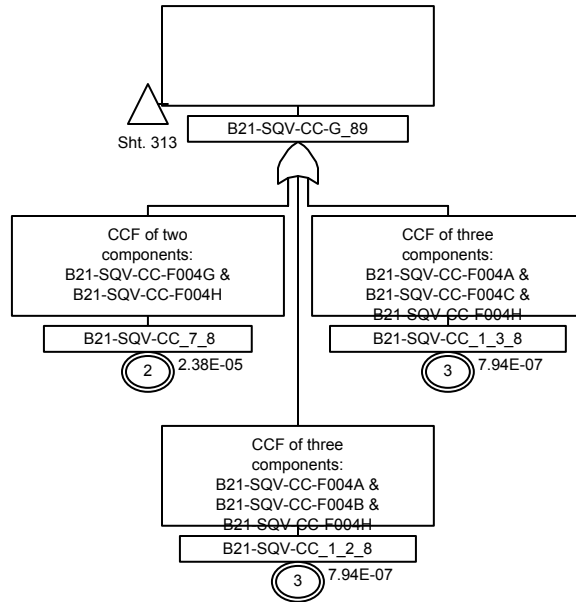 Sht. 313
B21-SQV-CC-G_89
CCF of two
components:
B21-SQV-CC-F004G &
B21-SQV-CC-F004H
B21-SQV-CC_7_8
2
2.38E-05
CCF of three
components:
B21-SQV-CC-F004A &
B21-SQV-CC-F004C &
B21-SQV-CC-F004H
B21-SQV-CC_1_3_8
3
7.94E-07
CCF of three
components:
B21-SQV-CC-F004A &
B21-SQV-CC-F004B &
B21-SQV-CC-F004H
B21-SQV-CC_1_2_8
3
7.94E-07